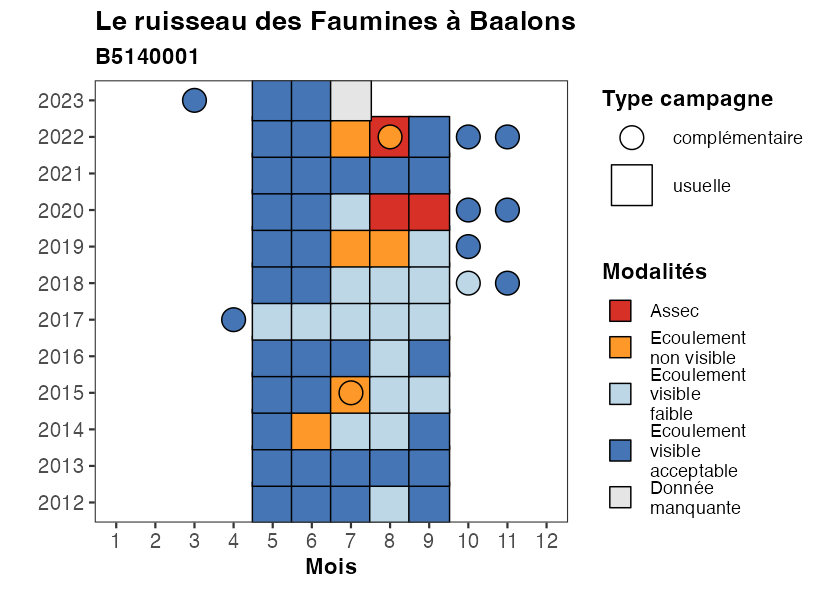 Le ruisseau des Faumines à Baalons
B5140001
2023
2022
2021
2020
2019
2018
2017
2016
2015
2014
2013
2012
1 2 3 4 5 6 7 8 9 10 11 12
Mois
Type campagne
complémentaire
usuelle
Modalités
Assec
Ecoulement
non visible
Ecoulement
visible
faible
Ecoulement
visible
acceptable
Donnée
manquante